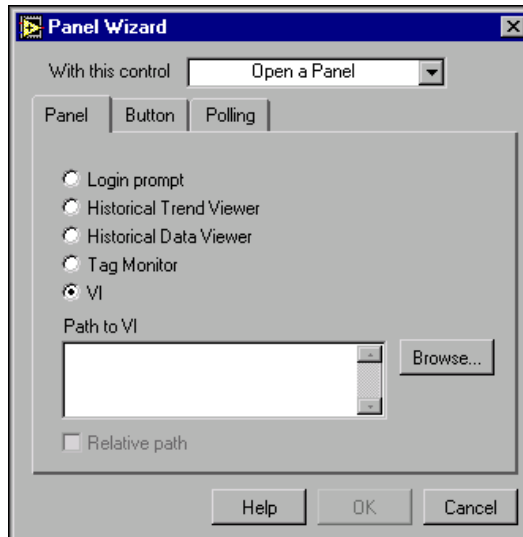 Panel Wizard
With this control Open a Panel
Panel Button Polling
Login prompt
Historical Trend Viewer
Historical Data Viewer
Tag Monitor
VI
Path to VI
Browse...
Relative path
Help OK Cancel